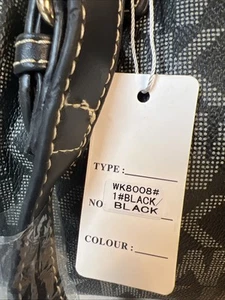 TYPE:
WK8008#
1#BLACK/
NO BLACK
COLOUR: